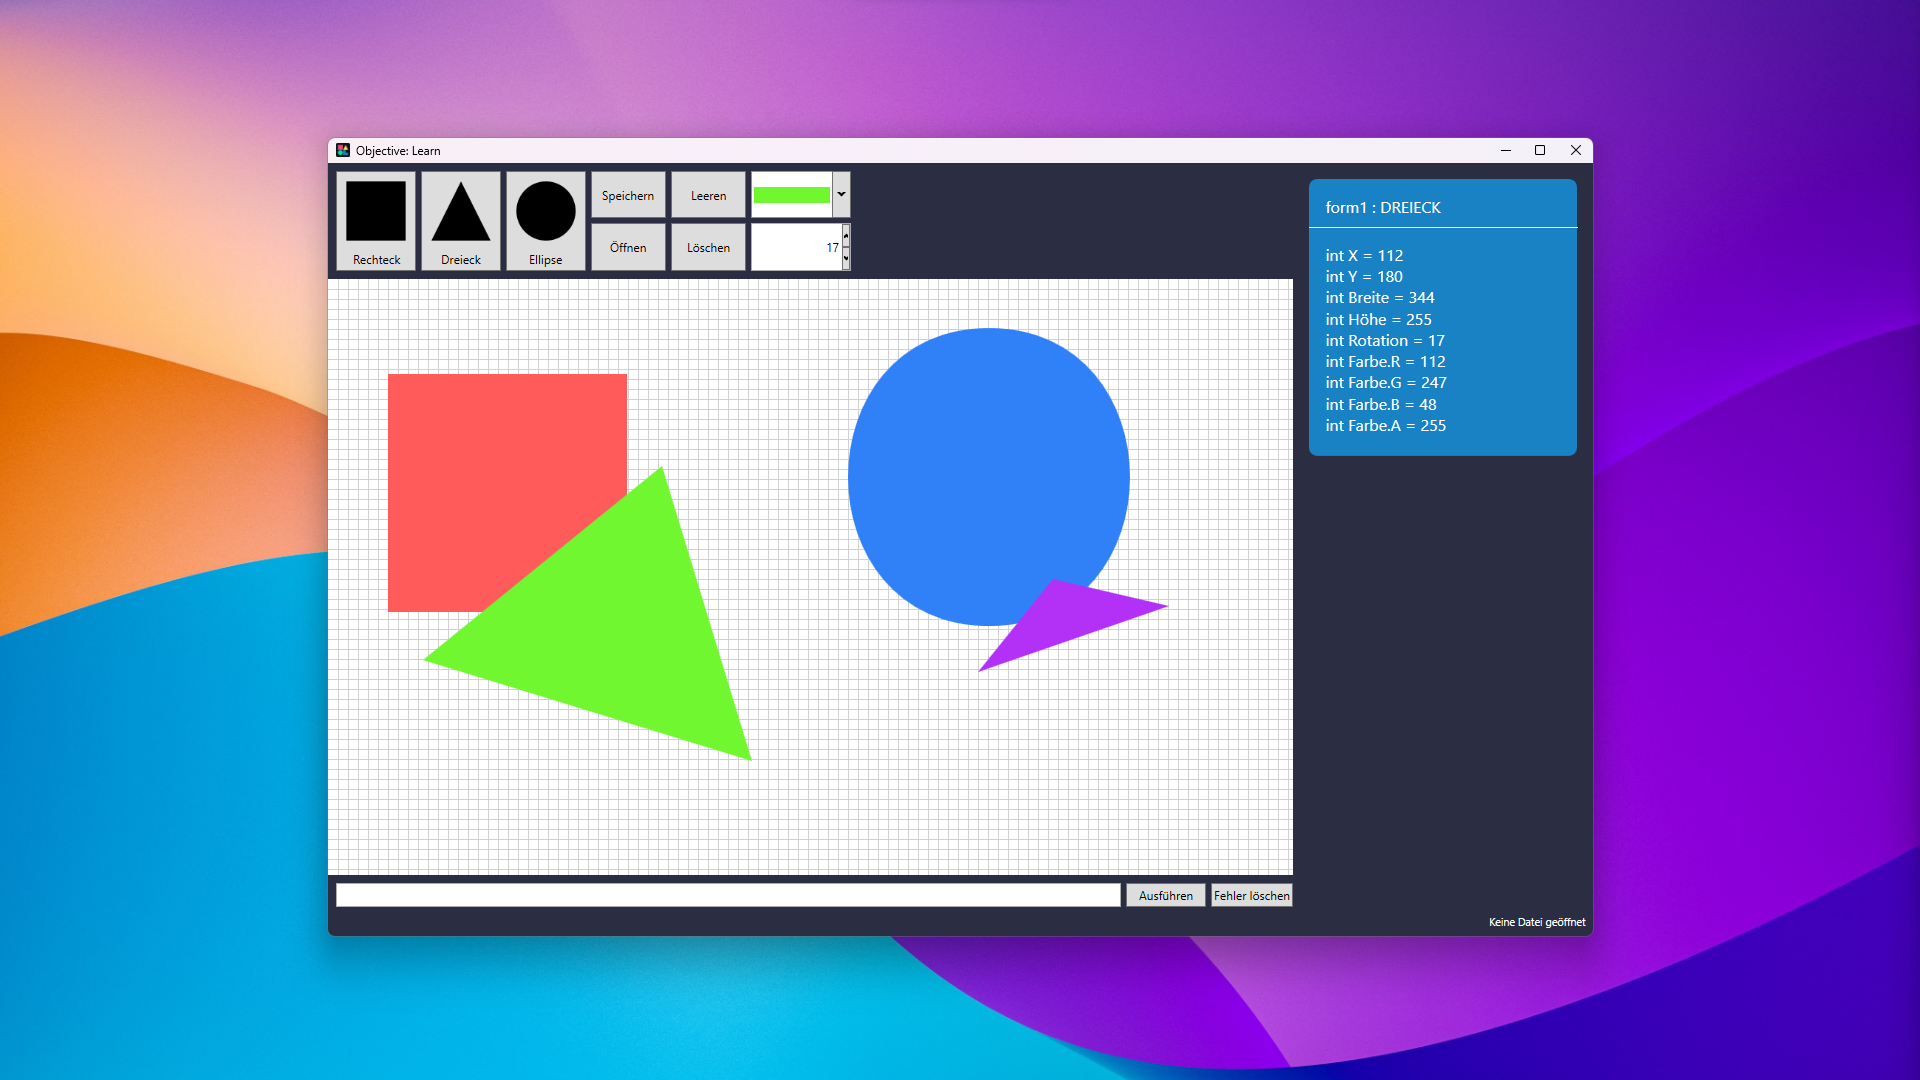 Objective: Learn
Rechteck
Dreieck
Ellipse
Speichern
Leeren
Öffnen
Löschen
17
form1 : DREIECK
int X = 112
int Y = 180
int Breite = 344
int Höhe = 255
int Rotation = 17
int Farbe.R = 112
int Farbe.G = 247
int Farbe.B = 48
int Farbe.A = 255
Ausführen
Fehler löschen
Keine Datei geöffnet